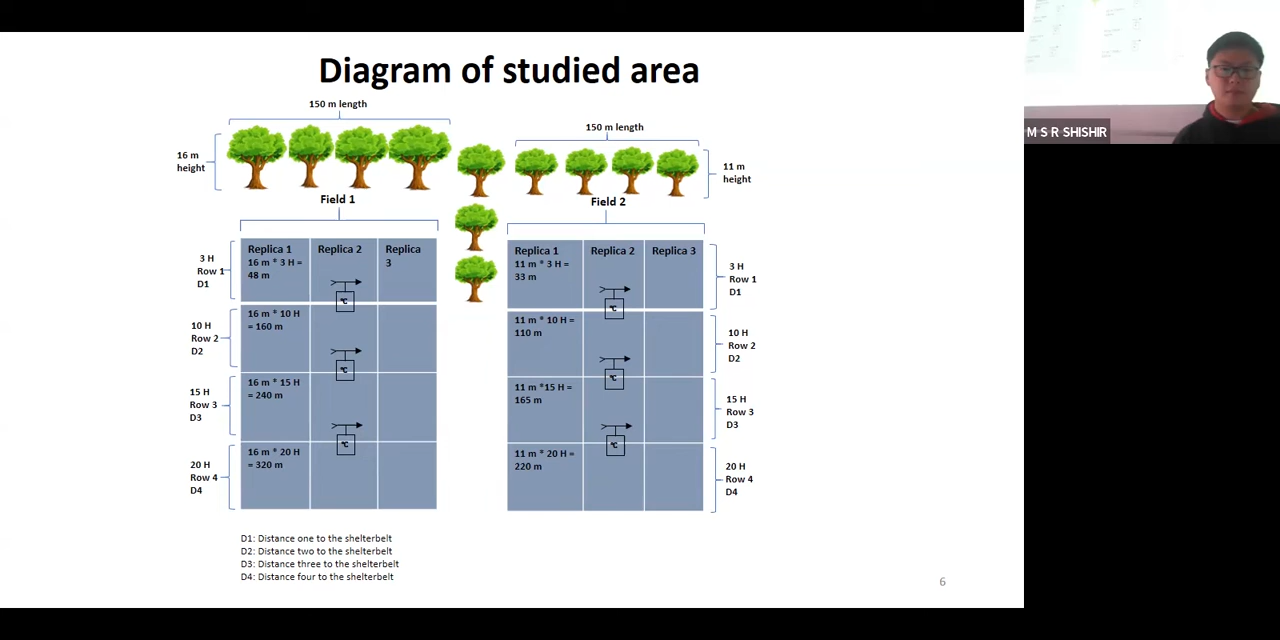 Diagram of studied area
150 m length
16 m
height
Field 1
150 m length
11 m
height
Field 2
3 H
Row 1
D1
10 H
Row 2
D2
15 H
Row 3
D3
20 H
Row 4
D4
Replica 1
16 m * 3 H =
48 m
Replica 2
Replica
3
℃
16 m * 10 H
= 160 m
℃
16 m * 15 H
= 240 m
℃
16 m * 20 H
= 320 m
Replica 1
11 m * 3 H =
33 m
Replica 2
Replica 3
℃
11 m * 10 H =
110 m
℃
11 m *15 H =
165 m
℃
11 m * 20 H =
220 m
3 H
Row 1
D1
10 H
Row 2
D2
15 H
Row 3
D3
20 H
Row 4
D4
D1: Distance one to the shelterbelt
D2: Distance two to the shelterbelt
D3: Distance three to the shelterbelt
D4: Distance four to the shelterbelt
6
M S R SHISHIR